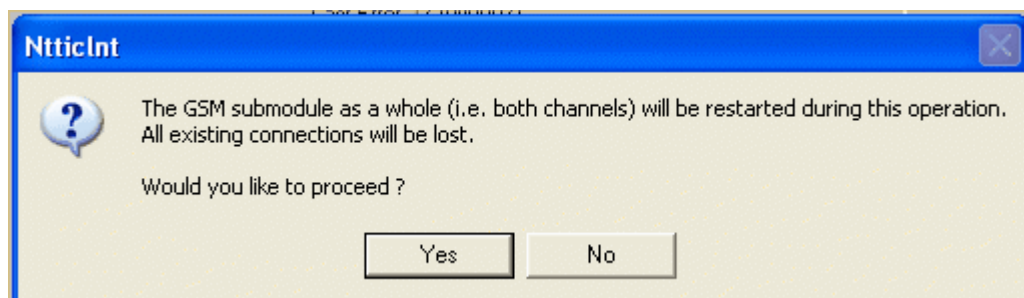 NtticInt
The GSM submodule as a whole (i.e. both channels) will be restarted during this operation.
All existing connections will be lost.
Would you like to proceed ?
Yes
No